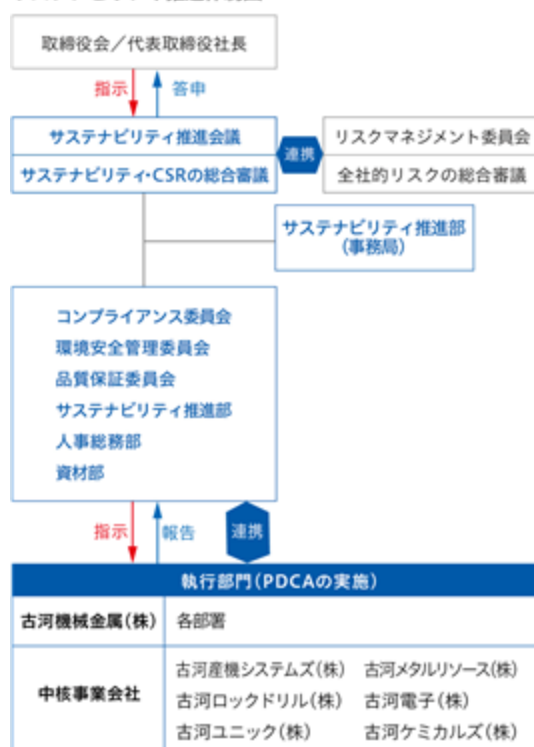 取締役会／代表取締役社長
指示
答申
サステナビリティ推進会議
サステナビリティ・CSRの総合審議
連携
リスクマネジメント委員会
全社的リスクの総合審議
サステナビリティ推進部
(事務局)
コンプライアンス委員会
環境安全管理委員会
品質保証委員会
サステナビリティ推進部
人事総務部
資材部
指示
報告
連携
執行部門(PDCAの実施)
古河機械金属(株) 各部署
中核事業会社
古河産機システムズ(株) 古河メタルリソース(株)
古河ロックドリル(株) 古河電子(株)
古河ユニック(株) 古河ケミカルズ(株)